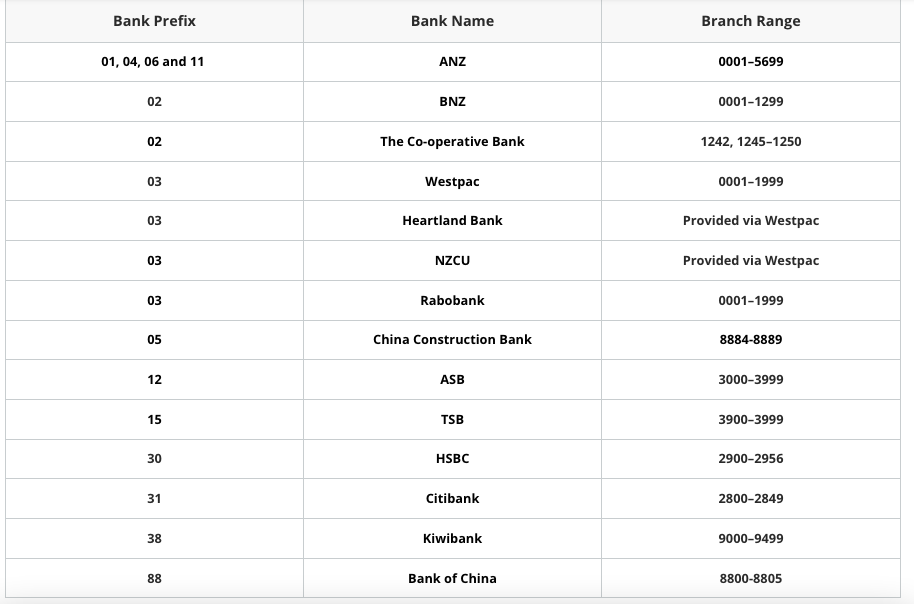 Bank Prefix Bank Name Branch Range
01, 04, 06 and 11 ANZ 0001–5699
02 BNZ 0001–1299
02 The Co-operative Bank 1242, 1245–1250
03 Westpac 0001–1999
03 Heartland Bank Provided via Westpac
03 NZCU Provided via Westpac
03 Rabobank 0001–1999
05 China Construction Bank 8884-8889
12 ASB 3000–3999
15 TSB 3900–3999
30 HSBC 2900–2956
31 Citibank 2800–2849
38 Kiwibank 9000–9499
88 Bank of China 8800-8805